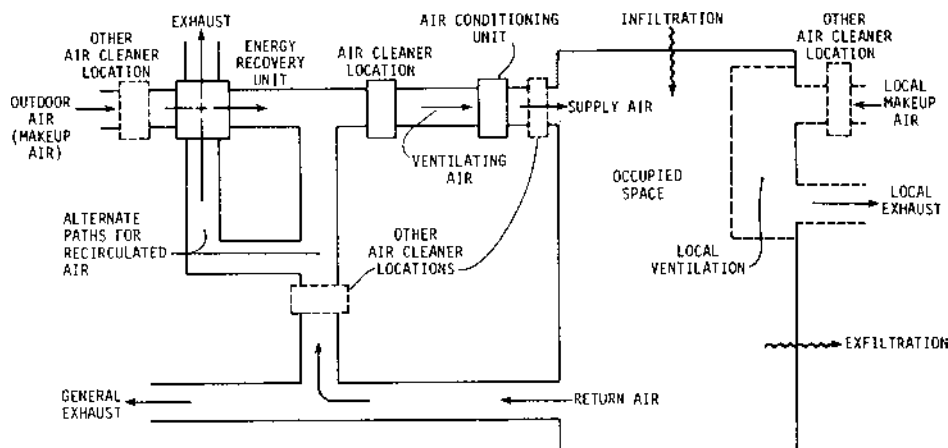 EXHAUST
OTHER
AIR CLEANER
LOCATION
ENERGY
RECOVERY
UNIT
AIR CLEANER
LOCATION
AIR CONDITIONING
UNIT
INFILTRATION
OTHER
AIR CLEANER
LOCATION
OUTDOOR
AIR
(MAKEUP
AIR)
SUPPLY AIR
LOCAL
MAKEUP
AIR
VENTILATING
AIR
OCCUPIED
SPACE
LOCAL
EXHAUST
ALTERNATE
PATHS FOR
RECIRCULATED
AIR
OTHER
AIR CLEANER
LOCATIONS
LOCAL
VENTILATION
EXFILTRATION
GENERAL
EXHAUST
RETURN AIR